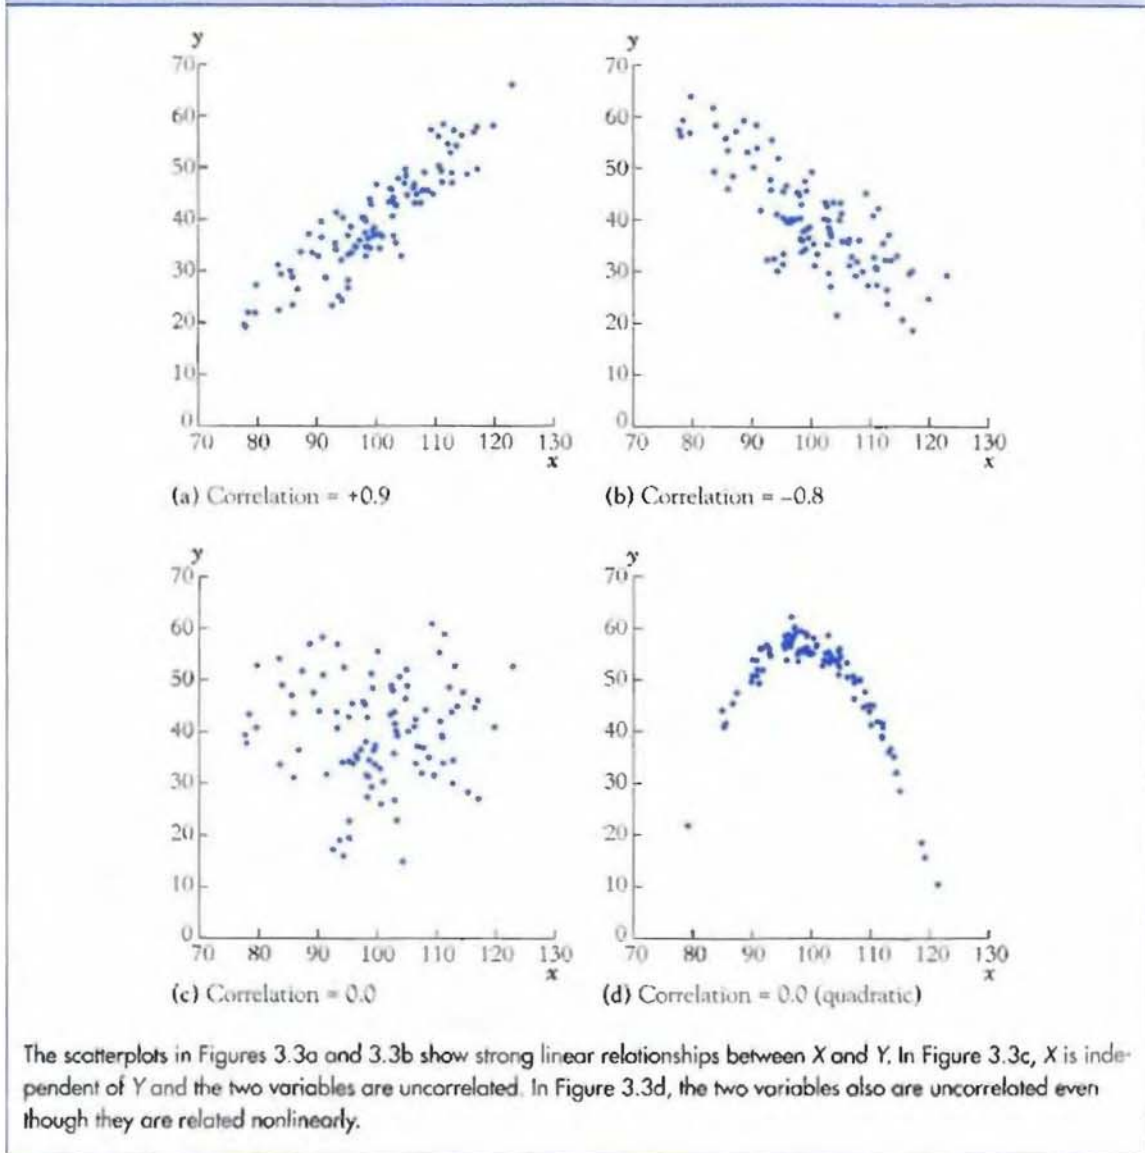 y
70
60
50
40
30
20
10
0
70 80 90 100 110 120 130
x
(a) Correlation = +0.9
y
70
60
50
40
30
20
10
0
70 80 90 100 110 120 130
x
(b) Correlation = –0.8
y
70
60
50
40
30
20
10
0
70 80 90 100 110 120 130
x
(c) Correlation = 0.0
y
70
60
50
40
30
20
10
0
70 80 90 100 110 120 130
x
(d) Correlation = 0.0 (quadratic)
The scatterplots in Figures 3.3a and 3.3b show strong linear relationships between X and Y. In Figure 3.3c, X is inde-
pendent of Y and the two variables are uncorrelated. In Figure 3.3d, the two variables also are uncorrelated even
though they are related nonlinearly.